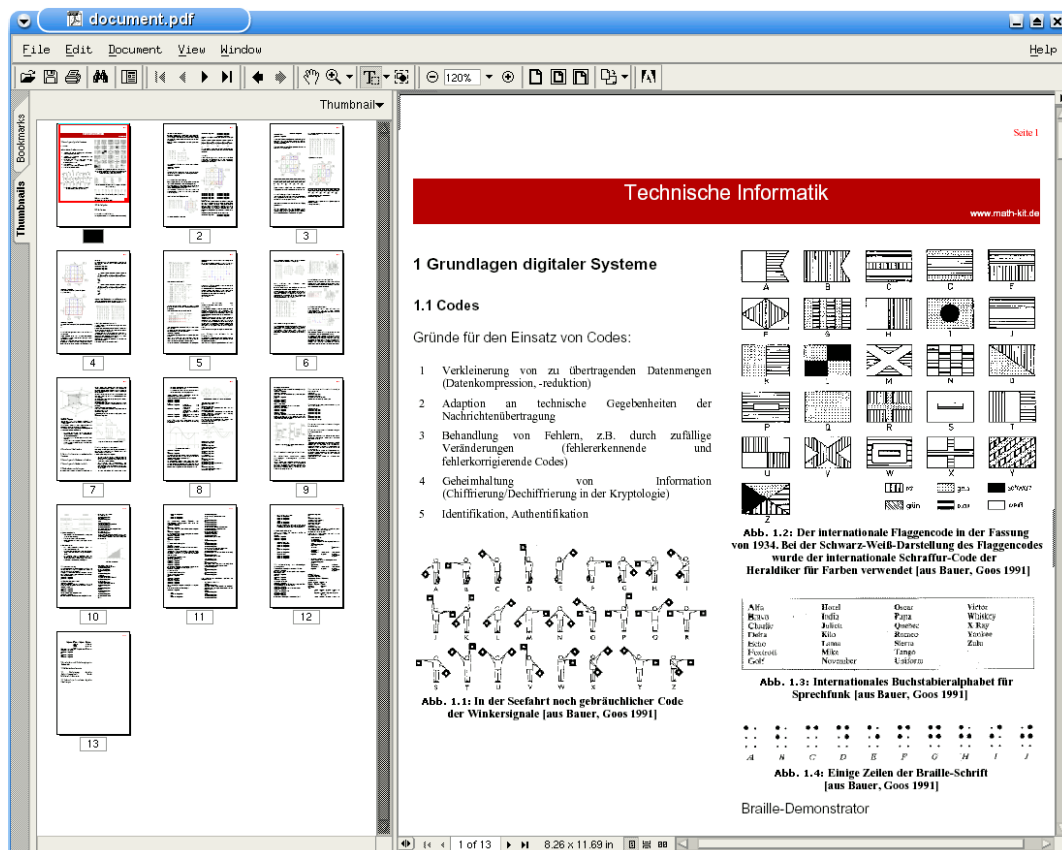 document.pdf
File Edit Document View Window Help
120%
Thumbnail
Bookmarks
Thumbnails
2
3
4
5
6
7
8
9
10
11
12
13
Seite 1
Technische Informatik
www.math-kit.de
1 Grundlagen digitaler Systeme
1.1 Codes
Gründe für den Einsatz von Codes:
1 Verkleinerung von zu übertragenden Datenmengen
(Datenkompression, -reduktion)
2 Adaption an technische Gegebenheiten der
Nachrichtenübertragung
3 Behandlung von Fehlern, z.B. durch zufällige
Veränderungen (fehlererkennende und
fehlerkorrigierende Codes)
4 Geheimhaltung von Information
(Chiffrierung/Dechiffrierung in der Kryptologie)
5 Identifikation, Authentifikation
A B C D E F G H I
J K L M N O P Q R
S T U V W X Y Z
Abb. 1.1: In der Seefahrt noch gebräuchlicher Code
der Winkersignale [aus Bauer, Goos 1991]
A B C
F G H I J
K L M N
P Q R S T
U V W X Y
Z
grün
Abb. 1.2: Der internationale Flaggencode in der Fassung
von 1934. Bei der Schwarz-Weiß-Darstellung des Flaggencodes
wurde der internationale Schraffur-Code der
Heraldiker für Farben verwendet [aus Bauer, Goos 1991]
Alfa Hotel Oscar Victor
Bravo India Papa Whiskey
Charlie Juliett Quebec X Ray
Delta Kilo Romeo Yankee
Echo Lima Sierra Zulu
Foxtrott Mike Tango
Golf November Uniform
Abb. 1.3: Internationales Buchstabieralphabet für
Sprechfunk [aus Bauer, Goos 1991]
A B C D E F G H I J
Abb. 1.4: Einige Zeilen der Braille-Schrift
[aus Bauer, Goos 1991]
Braille-Demonstrator
1 of 13 8.26 x 11.69 in